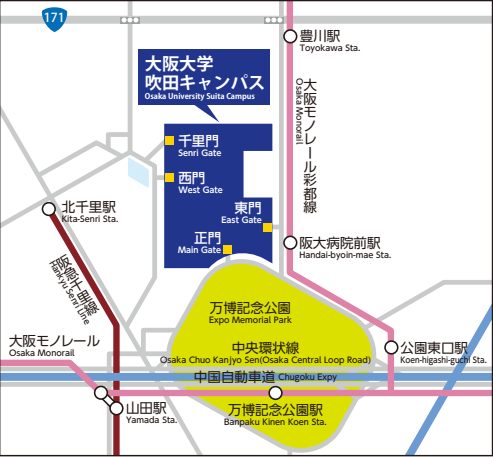 171
豊川駅
Toyokawa Sta.
大阪大学
吹田キャンパス
Osaka University Suita Campus
大阪モノレール彩都線
Osaka Monorail
千里門
Senri Gate
西門
West Gate
東門
East Gate
正門
Main Gate
北千里駅
Kita-Senri Sta.
阪急千里線
Hankyu Senri Line
阪大病院前駅
Handai-byoin-mae Sta.
万博記念公園
Expo Memorial Park
大阪モノレール
Osaka Monorail
中央環状線
Osaka Chuo Kanjyo Sen(Osaka Central Loop Road)
公園東口駅
Koen-higashi-guchi Sta.
中国自動車道 Chugoku Expy
山田駅
Yamada Sta.
万博記念公園駅
Banpaku Kinen Koen Sta.